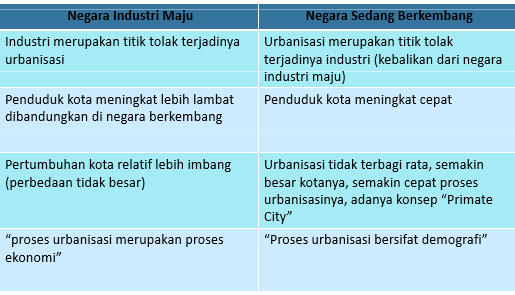 Negara Industri Maju
Negara Sedang Berkembang
Industri merupakan titik tolak terjadinya
urbanisasi
Urbanisasi merupakan titik tolak
terjadinya industri (kebalikan dari negara
industri maju)
Penduduk kota meningkat lebih lambat
dibandungkan di negara berkembang
Penduduk kota meningkat cepat
Pertumbuhan kota relatif lebih imbang
(perbedaan tidak besar)
Urbanisasi tidak terbagi rata, semakin
besar kotanya, semakin cepat proses
urbanisasinya, adanya konsep “Primate
City”
“proses urbanisasi merupakan proses
ekonomi”
“Proses urbanisasi bersifat demografi”